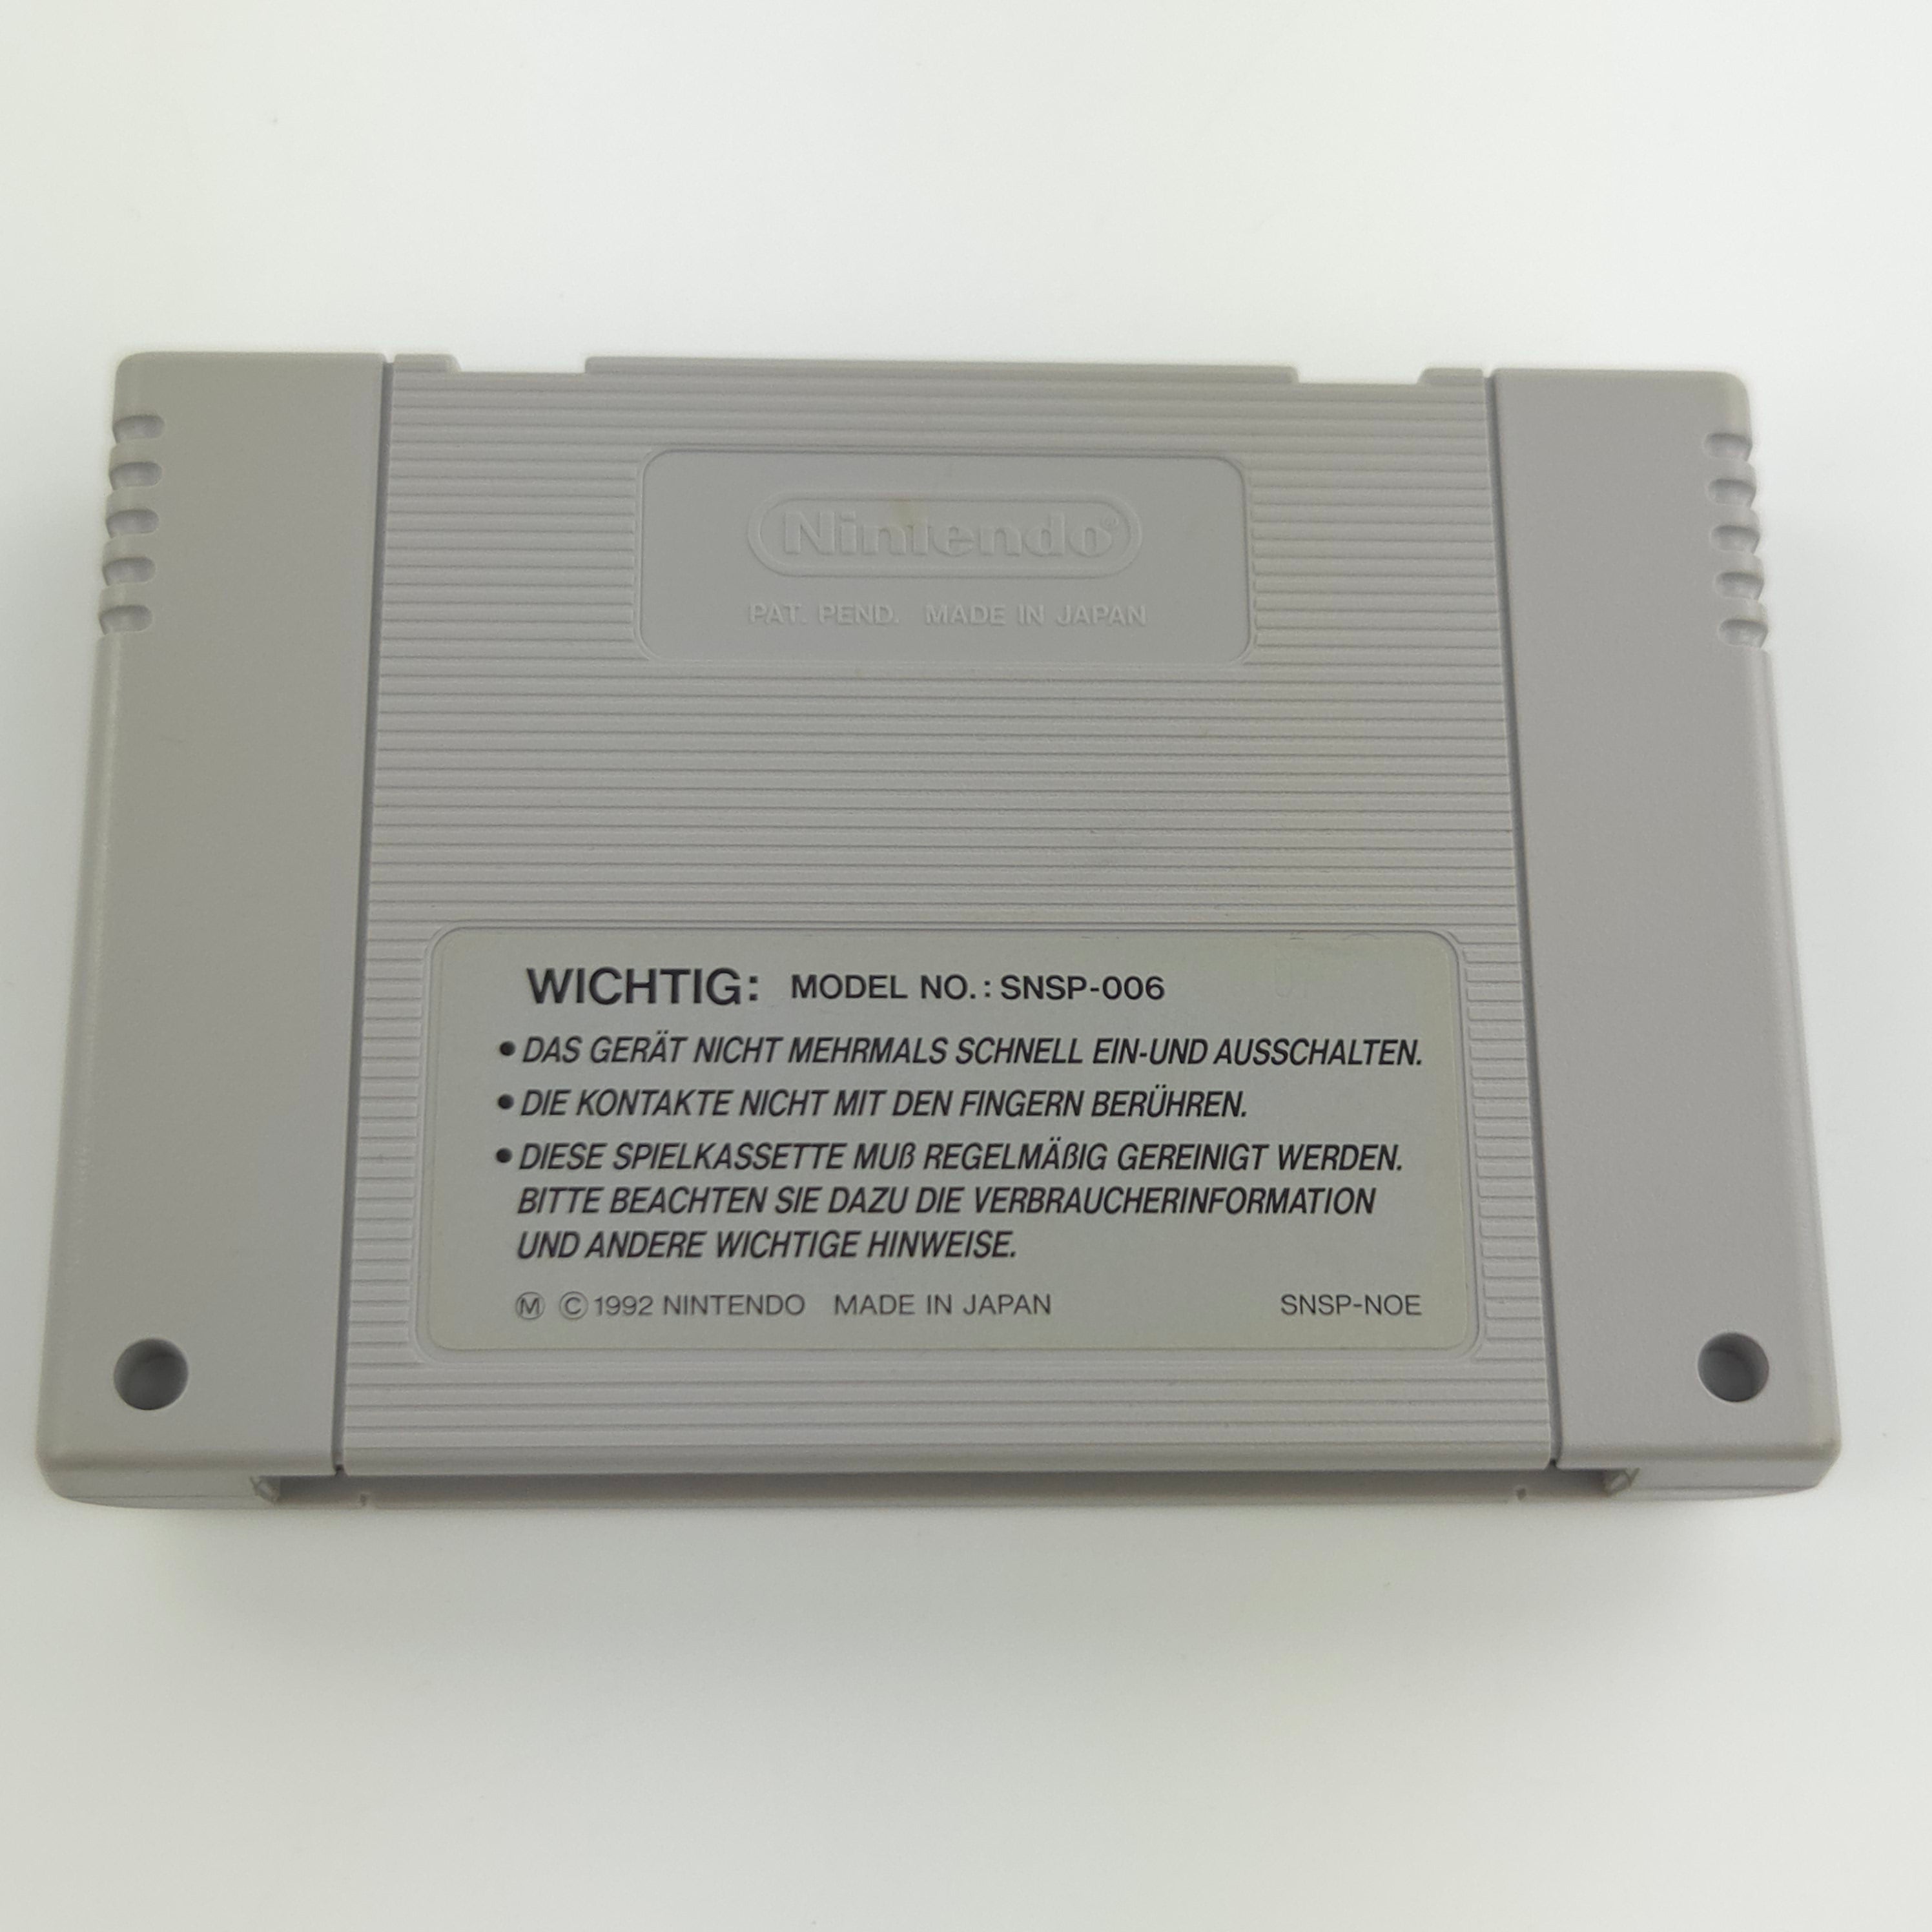 Nintendo®
PAT. PEND. MADE IN JAPAN
WICHTIG: MODEL NO.: SNSP-006
• DAS GERÄT NICHT MEHRMALS SCHNELL EIN-UND AUSSCHALTEN.
• DIE KONTAKTE NICHT MIT DEN FINGERN BERÜHREN.
• DIESE SPIELKASSETTE MUß REGELMÄßIG GEREINIGT WERDEN.
BITTE BEACHTEN SIE DAZU DIE VERBRAUCHERINFORMATION
UND ANDERE WICHTIGE HINWEISE.
Ⓜ ©1992 NINTENDO MADE IN JAPAN SNSP-NOE